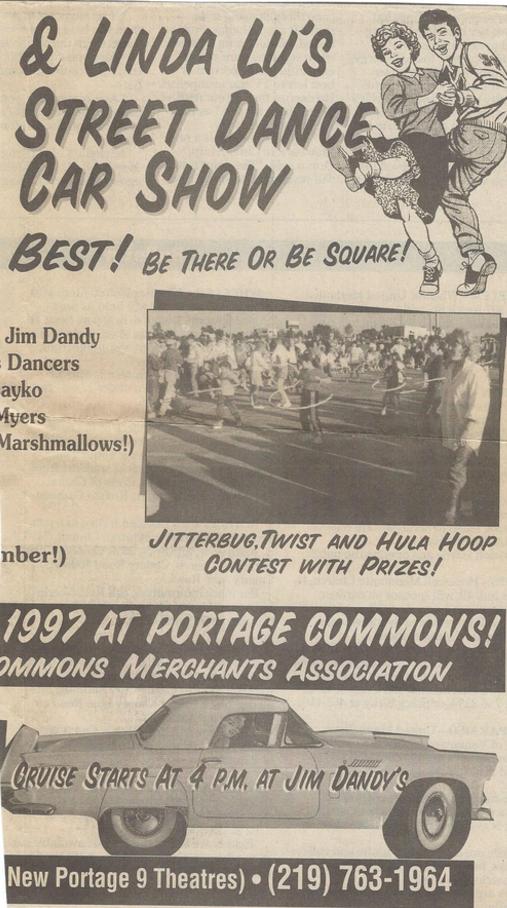 & LINDA LU'S
STREET DANCE
CAR SHOW
BEST! BE THERE OR BE SQUARE!
Jim Dandy
Dancers
ayko
Myers
Marshmallows!)
mber!)
JITTERBUG, TWIST AND HULA HOOP
CONTEST WITH PRIZES!
1997 AT PORTAGE COMMONS!
OMMONS MERCHANTS ASSOCIATION
CRUISE STARTS AT 4 P.M. AT JIM DANDY'S
New Portage 9 Theatres) • (219) 763-1964